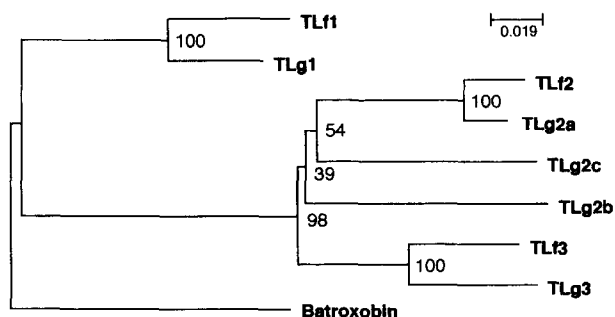 TLf1
0.019
100
TLg1
TLf2
100
TLg2a
54
TLg2c
39
TLg2b
98
TLf3
100
TLg3
Batroxobin